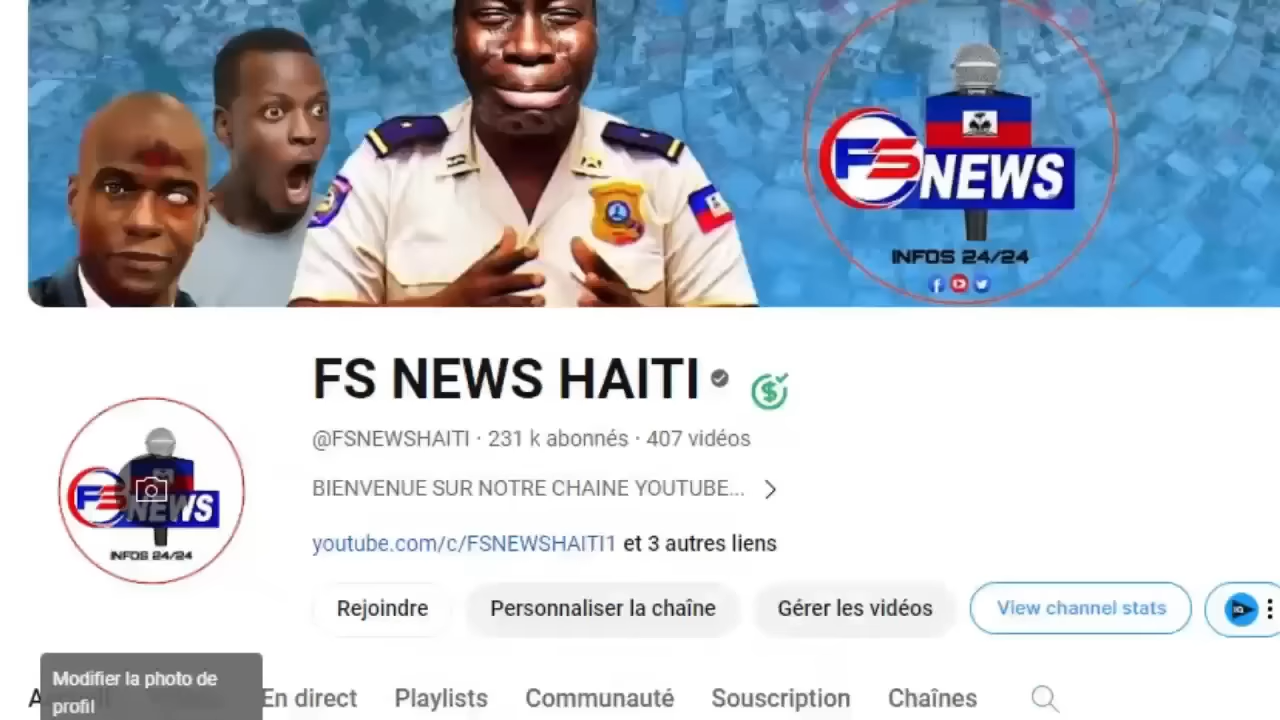 FS NEWS
INFOS 24/24
FS NEWS HAITI
@FSNEWSHAITI · 231 k abonnés · 407 vidéos
BIENVENUE SUR NOTRE CHAINE YOUTUBE...
youtube.com/c/FSNEWSHAITI1 et 3 autres liens
FS NEWS
INFOS 24/24
Rejoindre Personnaliser la chaîne Gérer les vidéos View channel stats
Modifier la photo de
profil
En direct Playlists Communauté Souscription Chaînes